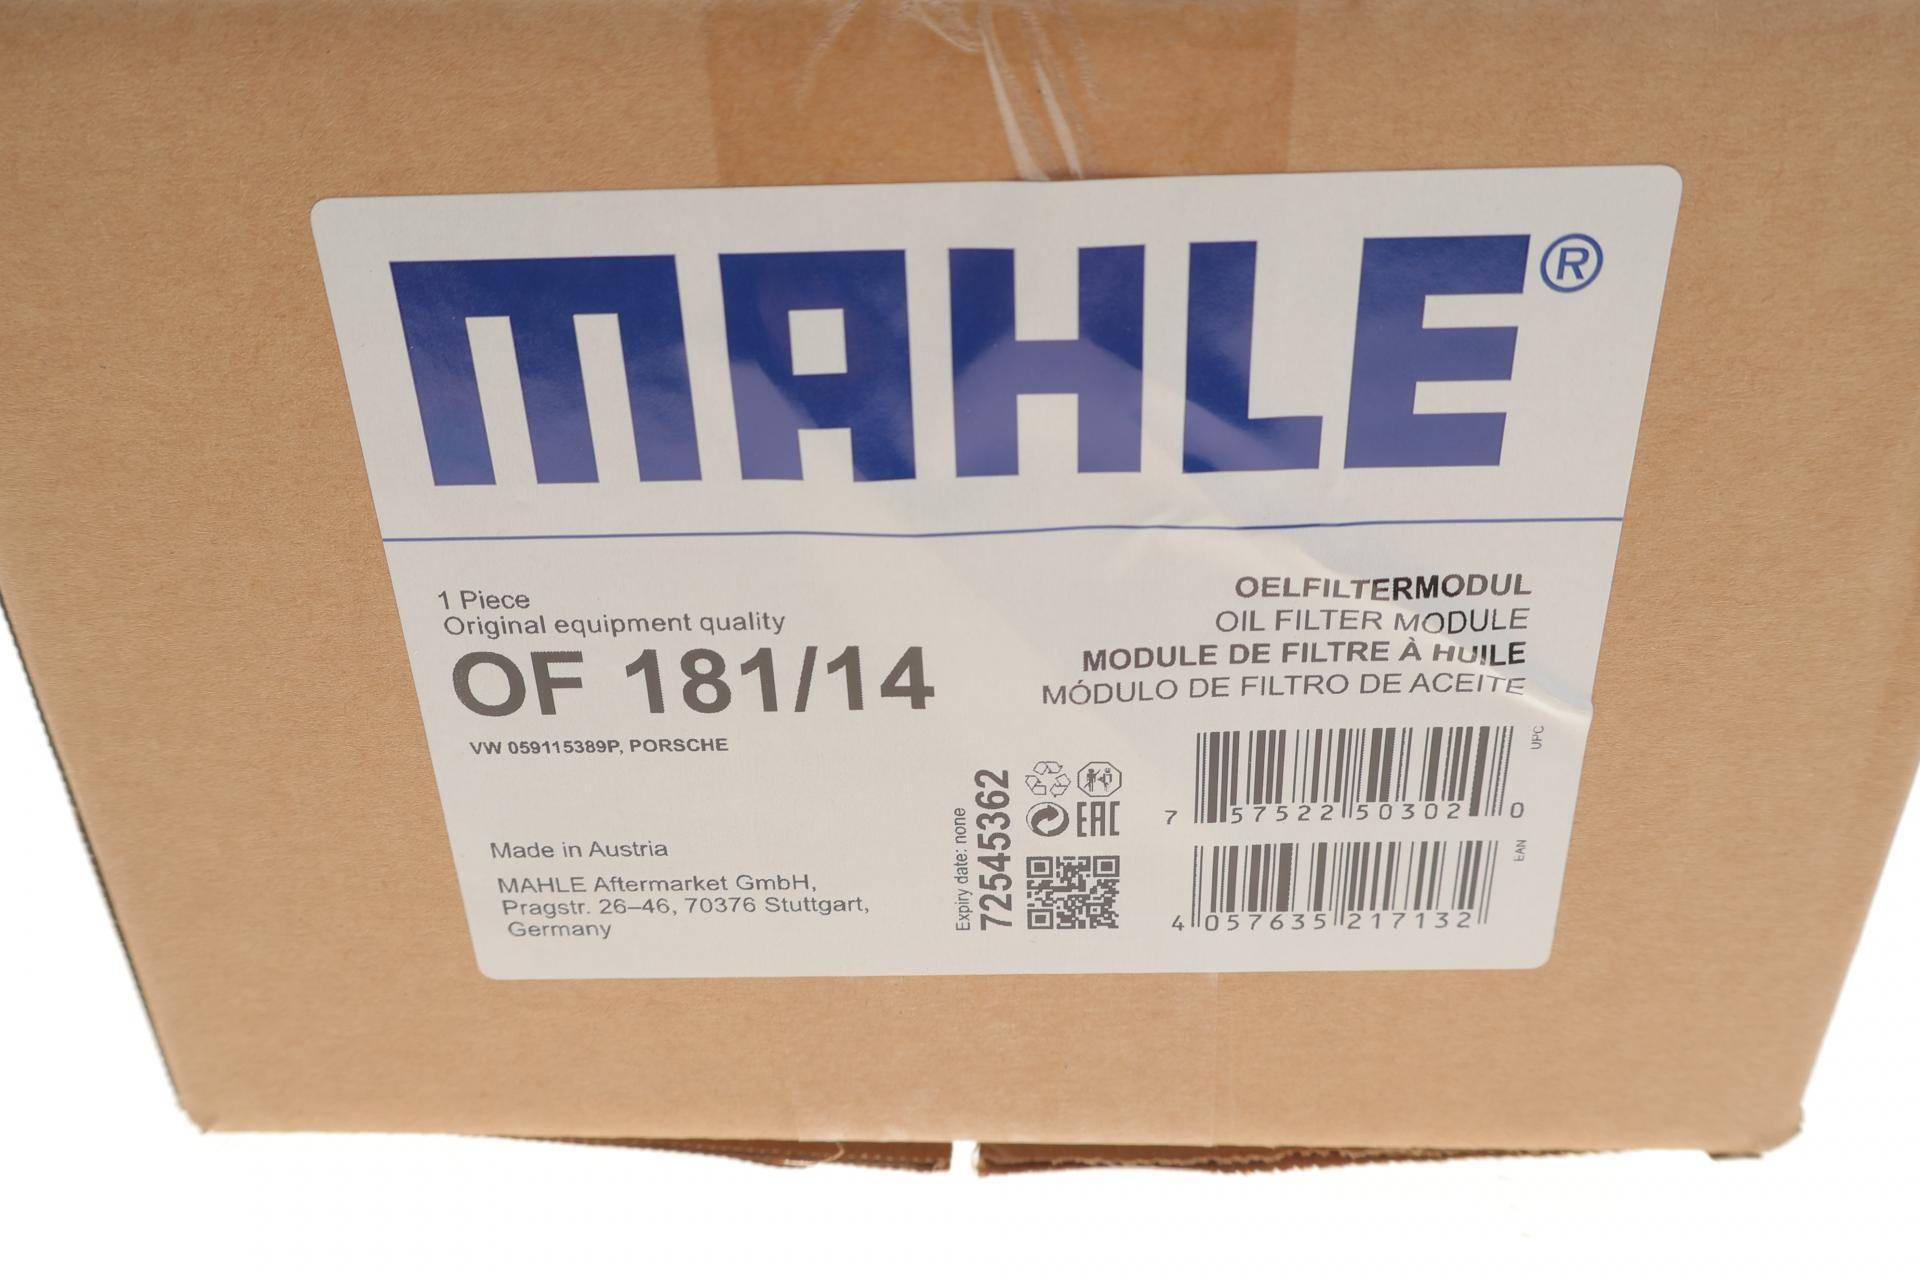 MAHLE®
1 Piece
Original equipment quality
OF 181/14
VW 059115389P, PORSCHE
OELFILTERMODUL
OIL FILTER MODULE
MODULE DE FILTRE À HUILE
MÓDULO DE FILTRO DE ACEITE
Made in Austria
MAHLE Aftermarket GmbH,
Pragstr. 26–46, 70376 Stuttgart,
Germany
Expiry date: none
72545362
EAC
UPC
7 57522 50302 0
EAN
4 057635 217132